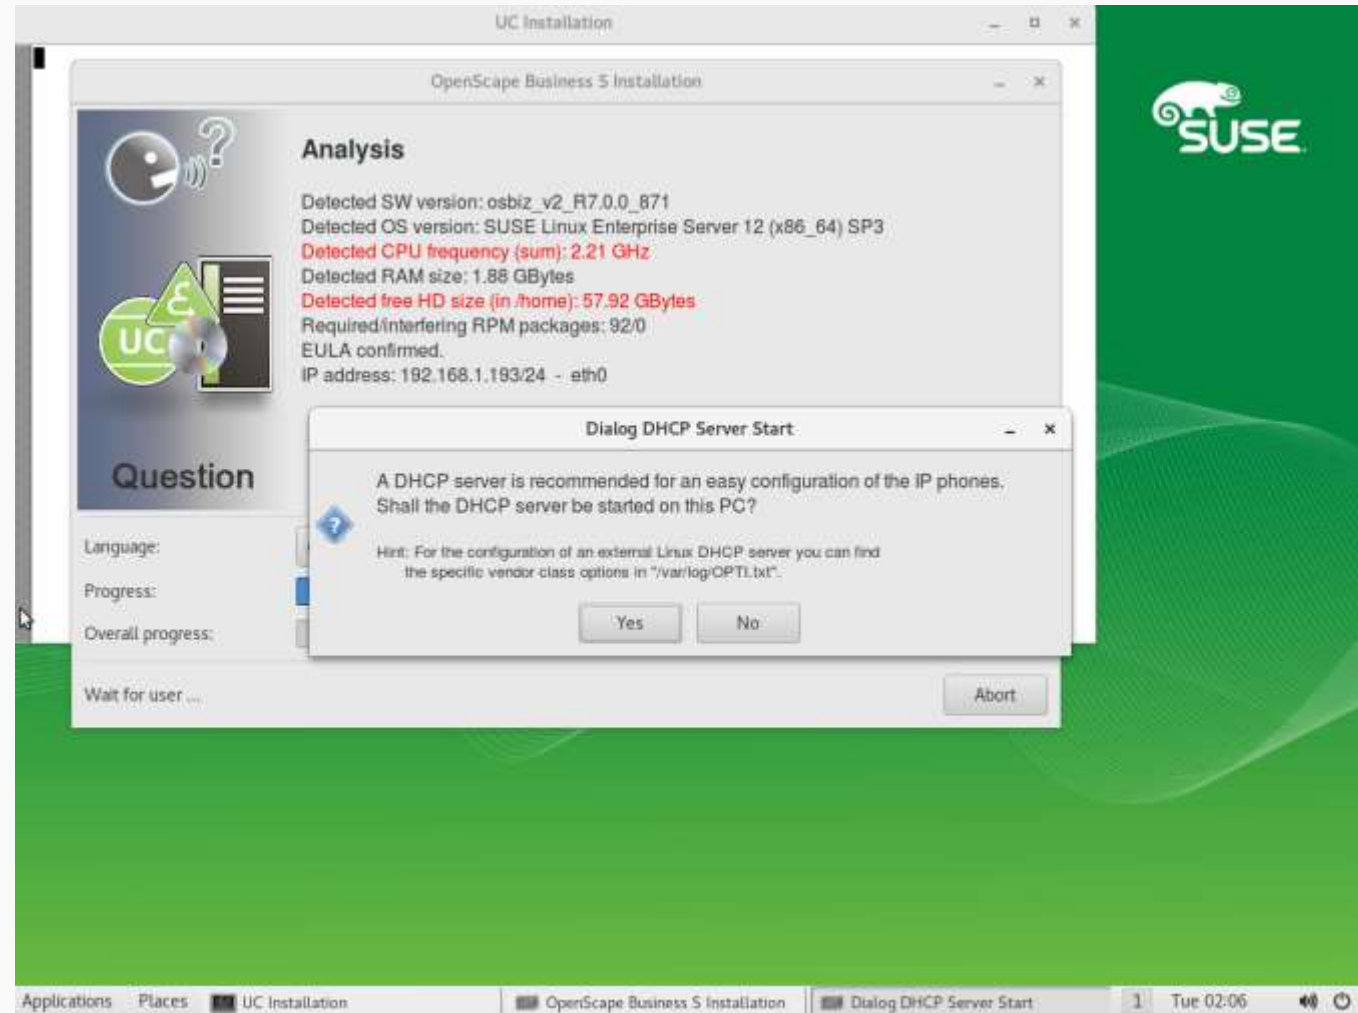 UC Installation
OpenScape Business S Installation
SUSE
Analysis
Detected SW version: osbiz_v2_R7.0.0_871
Detected OS version: SUSE Linux Enterprise Server 12 (x86_64) SP3
Detected CPU frequency (sum): 2.21 GHz
Detected RAM size: 1.88 GBytes
Detected free HD size (in /home): 57.92 GBytes
Required/interfering RPM packages: 92/0
EULA confirmed.
IP address: 192.168.1.193/24 - eth0
UC
Question
Dialog DHCP Server Start
A DHCP server is recommended for an easy configuration of the IP phones.
Shall the DHCP server be started on this PC?
Hint: For the configuration of an external Linux DHCP server you can find
the specific vendor class options in "/var/log/OPTI.txt".
Yes No
Language:
Progress:
Overall progress:
Wait for user ...
Abort
Applications Places UC Installation OpenScape Business S Installation Dialog DHCP Server Start 1 Tue 02:06